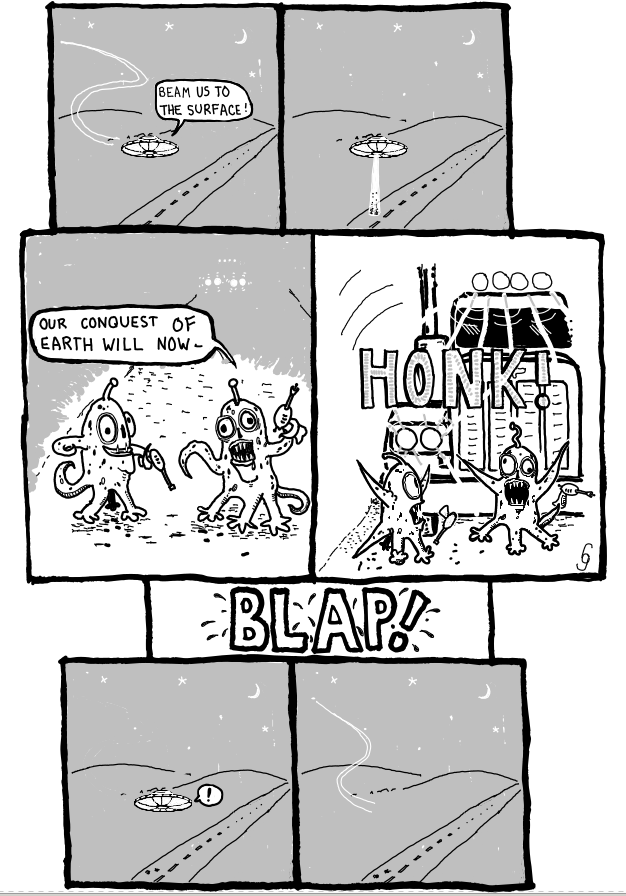 BEAM US TO
THE SURFACE!
OUR CONQUEST OF
EARTH WILL NOW-
HONK!
BLAP!
!